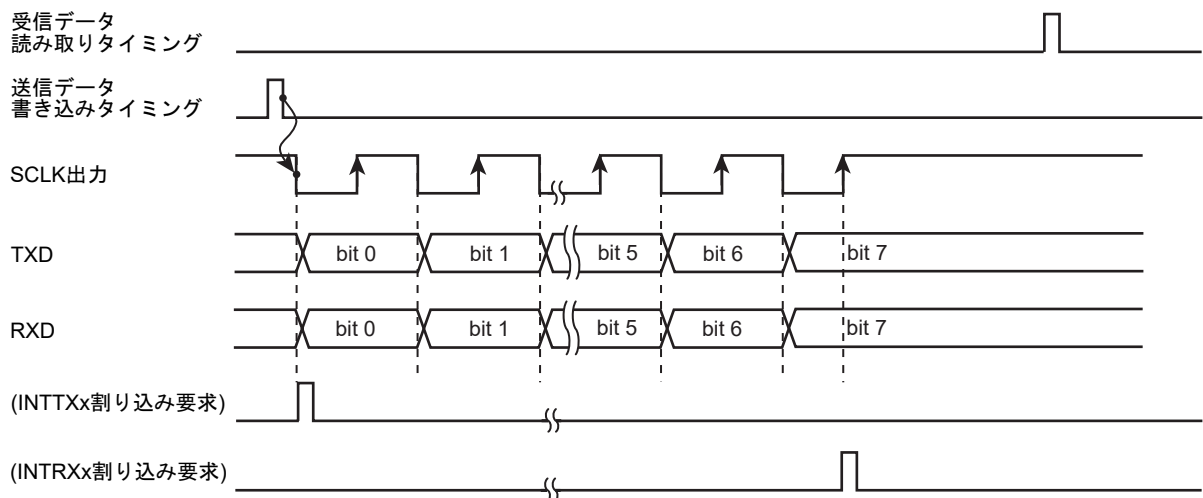 受信データ
読み取りタイミング
送信データ
書き込みタイミング
SCLK出力
TXD
bit 0
bit 1
bit 5
bit 6
bit 7
RXD
bit 0
bit 1
bit 5
bit 6
bit 7
(INTTXx割り込み要求)
(INTRXx割り込み要求)